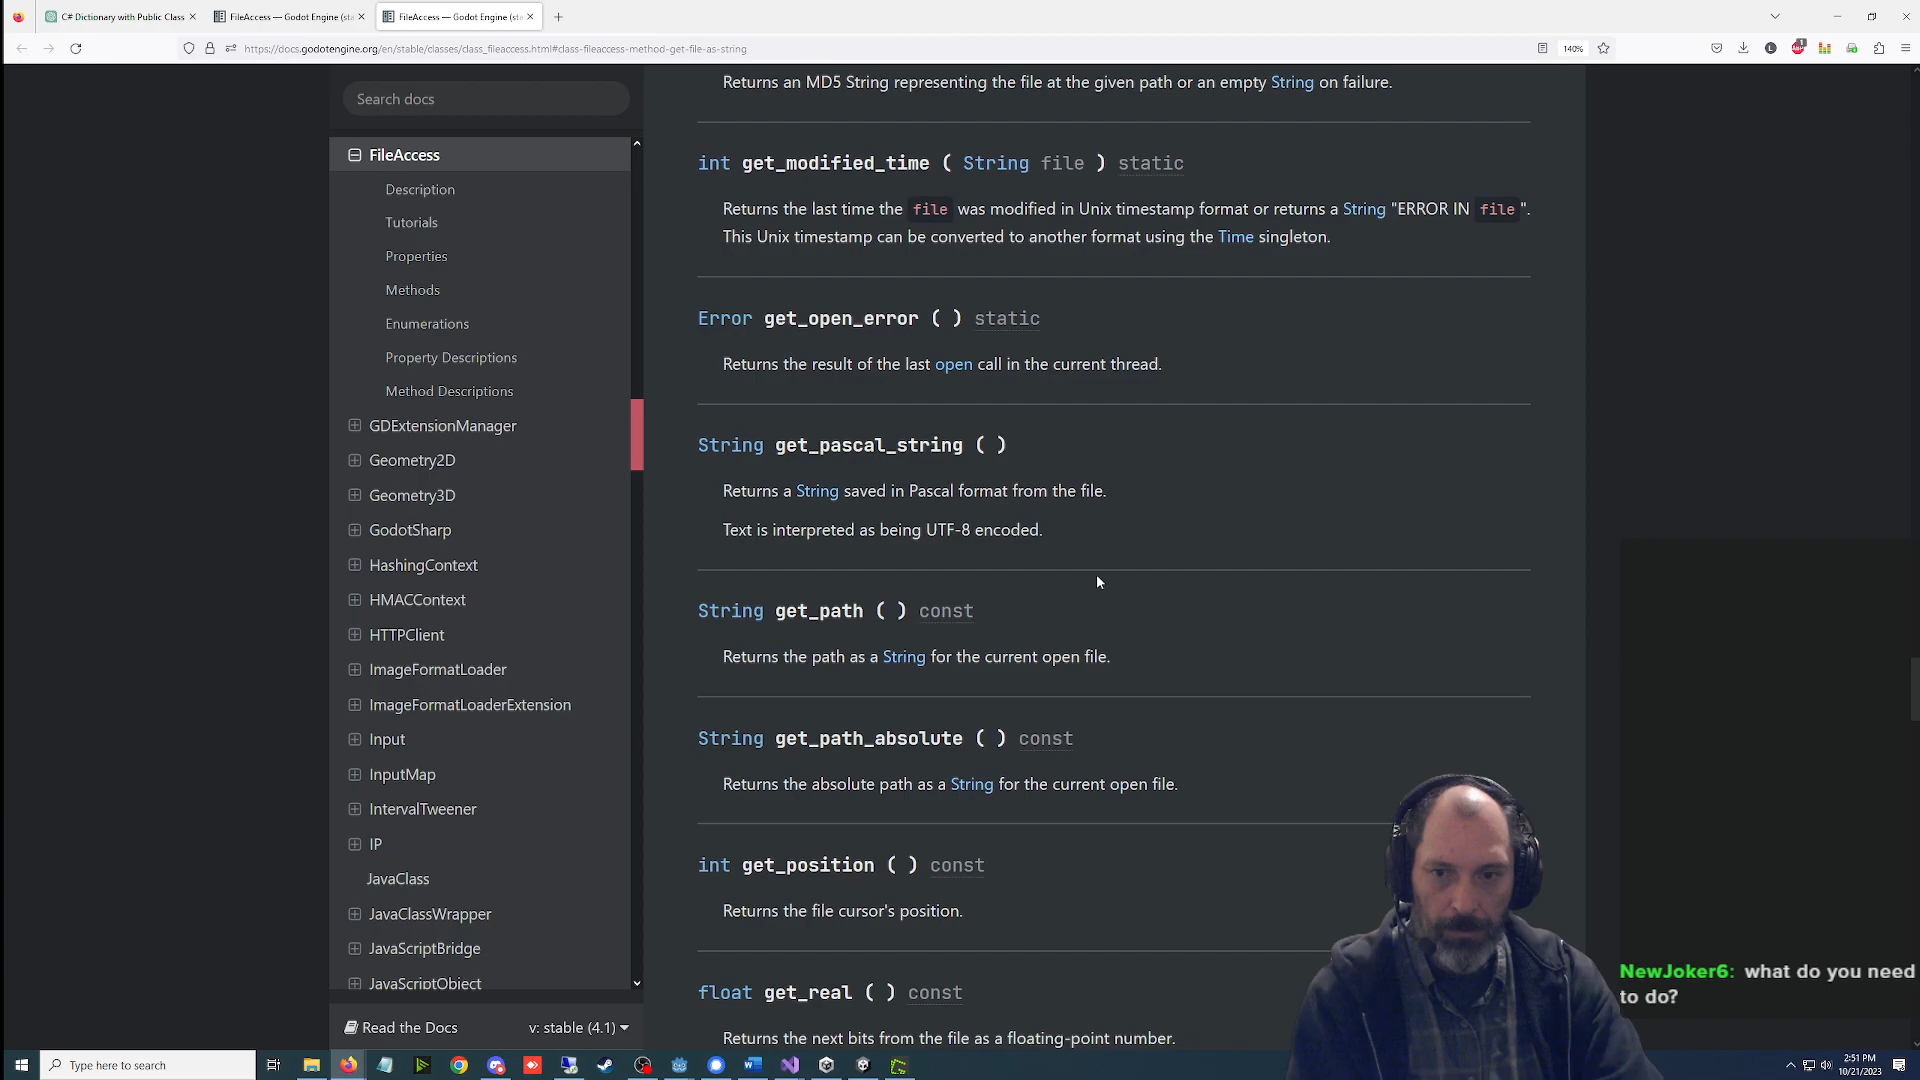 C# Dictionary with Public Class
FileAccess — Godot Engine (sta
FileAccess — Godot Engine (sta
https://docs.godotengine.org/en/stable/classes/class_fileaccess.html#class-fileaccess-method-get-file-as-string
140%
Search docs
FileAccess
Description
Tutorials
Properties
Methods
Enumerations
Property Descriptions
Method Descriptions
GDExtensionManager
Geometry2D
Geometry3D
GodotSharp
HashingContext
HMACContext
HTTPClient
ImageFormatLoader
ImageFormatLoaderExtension
Input
InputMap
IntervalTweener
IP
JavaClass
JavaClassWrapper
JavaScriptBridge
JavaScriptObject
Read the Docs
v: stable (4.1)
Returns an MD5 String representing the file at the given path or an empty String on failure.
int get_modified_time ( String file ) static
Returns the last time the file was modified in Unix timestamp format or returns a String "ERROR IN file".
This Unix timestamp can be converted to another format using the Time singleton.
Error get_open_error ( ) static
Returns the result of the last open call in the current thread.
String get_pascal_string ( )
Returns a String saved in Pascal format from the file.
Text is interpreted as being UTF-8 encoded.
String get_path ( ) const
Returns the path as a String for the current open file.
String get_path_absolute ( ) const
Returns the absolute path as a String for the current open file.
int get_position ( ) const
Returns the file cursor's position.
float get_real ( ) const
Returns the next bits from the file as a floating-point number.
NewJoker6: what do you need
to do?
Type here to search
2:51 PM
10/21/2023